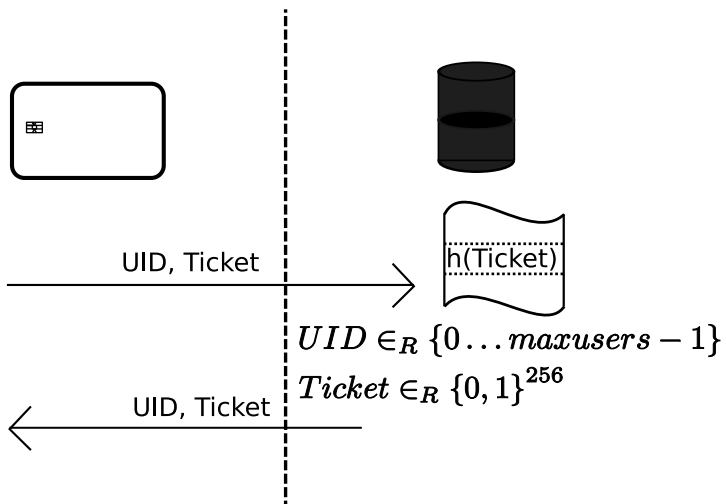 UID, Ticket
h(Ticket)
UID ∈_R {0…maxusers − 1}
Ticket ∈_R {0, 1}^256
UID, Ticket